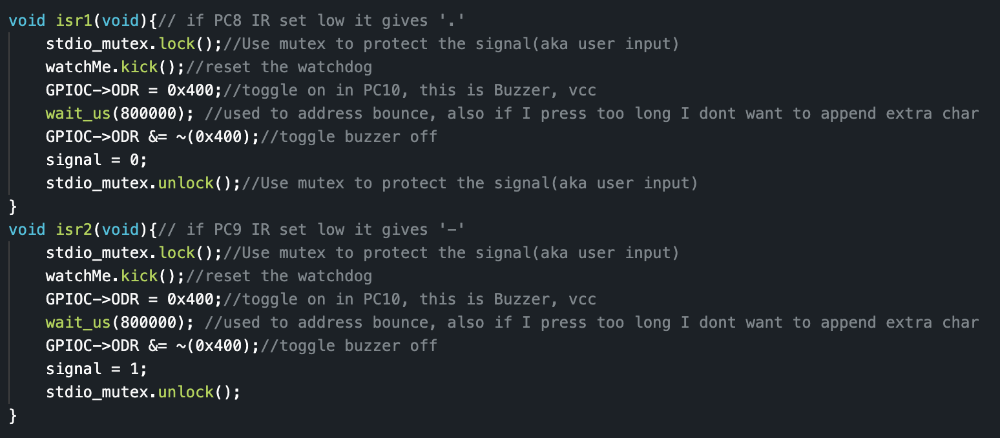 void isr1(void){// if PC8 IR set low it gives '.'
    stdio_mutex.lock();//Use mutex to protect the signal(aka user input)
    watchMe.kick();//reset the watchdog
    GPIOC->ODR = 0x400;//toggle on in PC10, this is Buzzer, vcc
    wait_us(800000); //used to address bounce, also if I press too long I dont want to append extra char
    GPIOC->ODR &= ~(0x400);//toggle buzzer off
    signal = 0;
    stdio_mutex.unlock();//Use mutex to protect the signal(aka user input)
}
void isr2(void){// if PC9 IR set low it gives '-'
    stdio_mutex.lock();//Use mutex to protect the signal(aka user input)
    watchMe.kick();//reset the watchdog
    GPIOC->ODR = 0x400;//toggle on in PC10, this is Buzzer, vcc
    wait_us(800000); //used to address bounce, also if I press too long I dont want to append extra char
    GPIOC->ODR &= ~(0x400);//toggle buzzer off
    signal = 1;
    stdio_mutex.unlock();
}